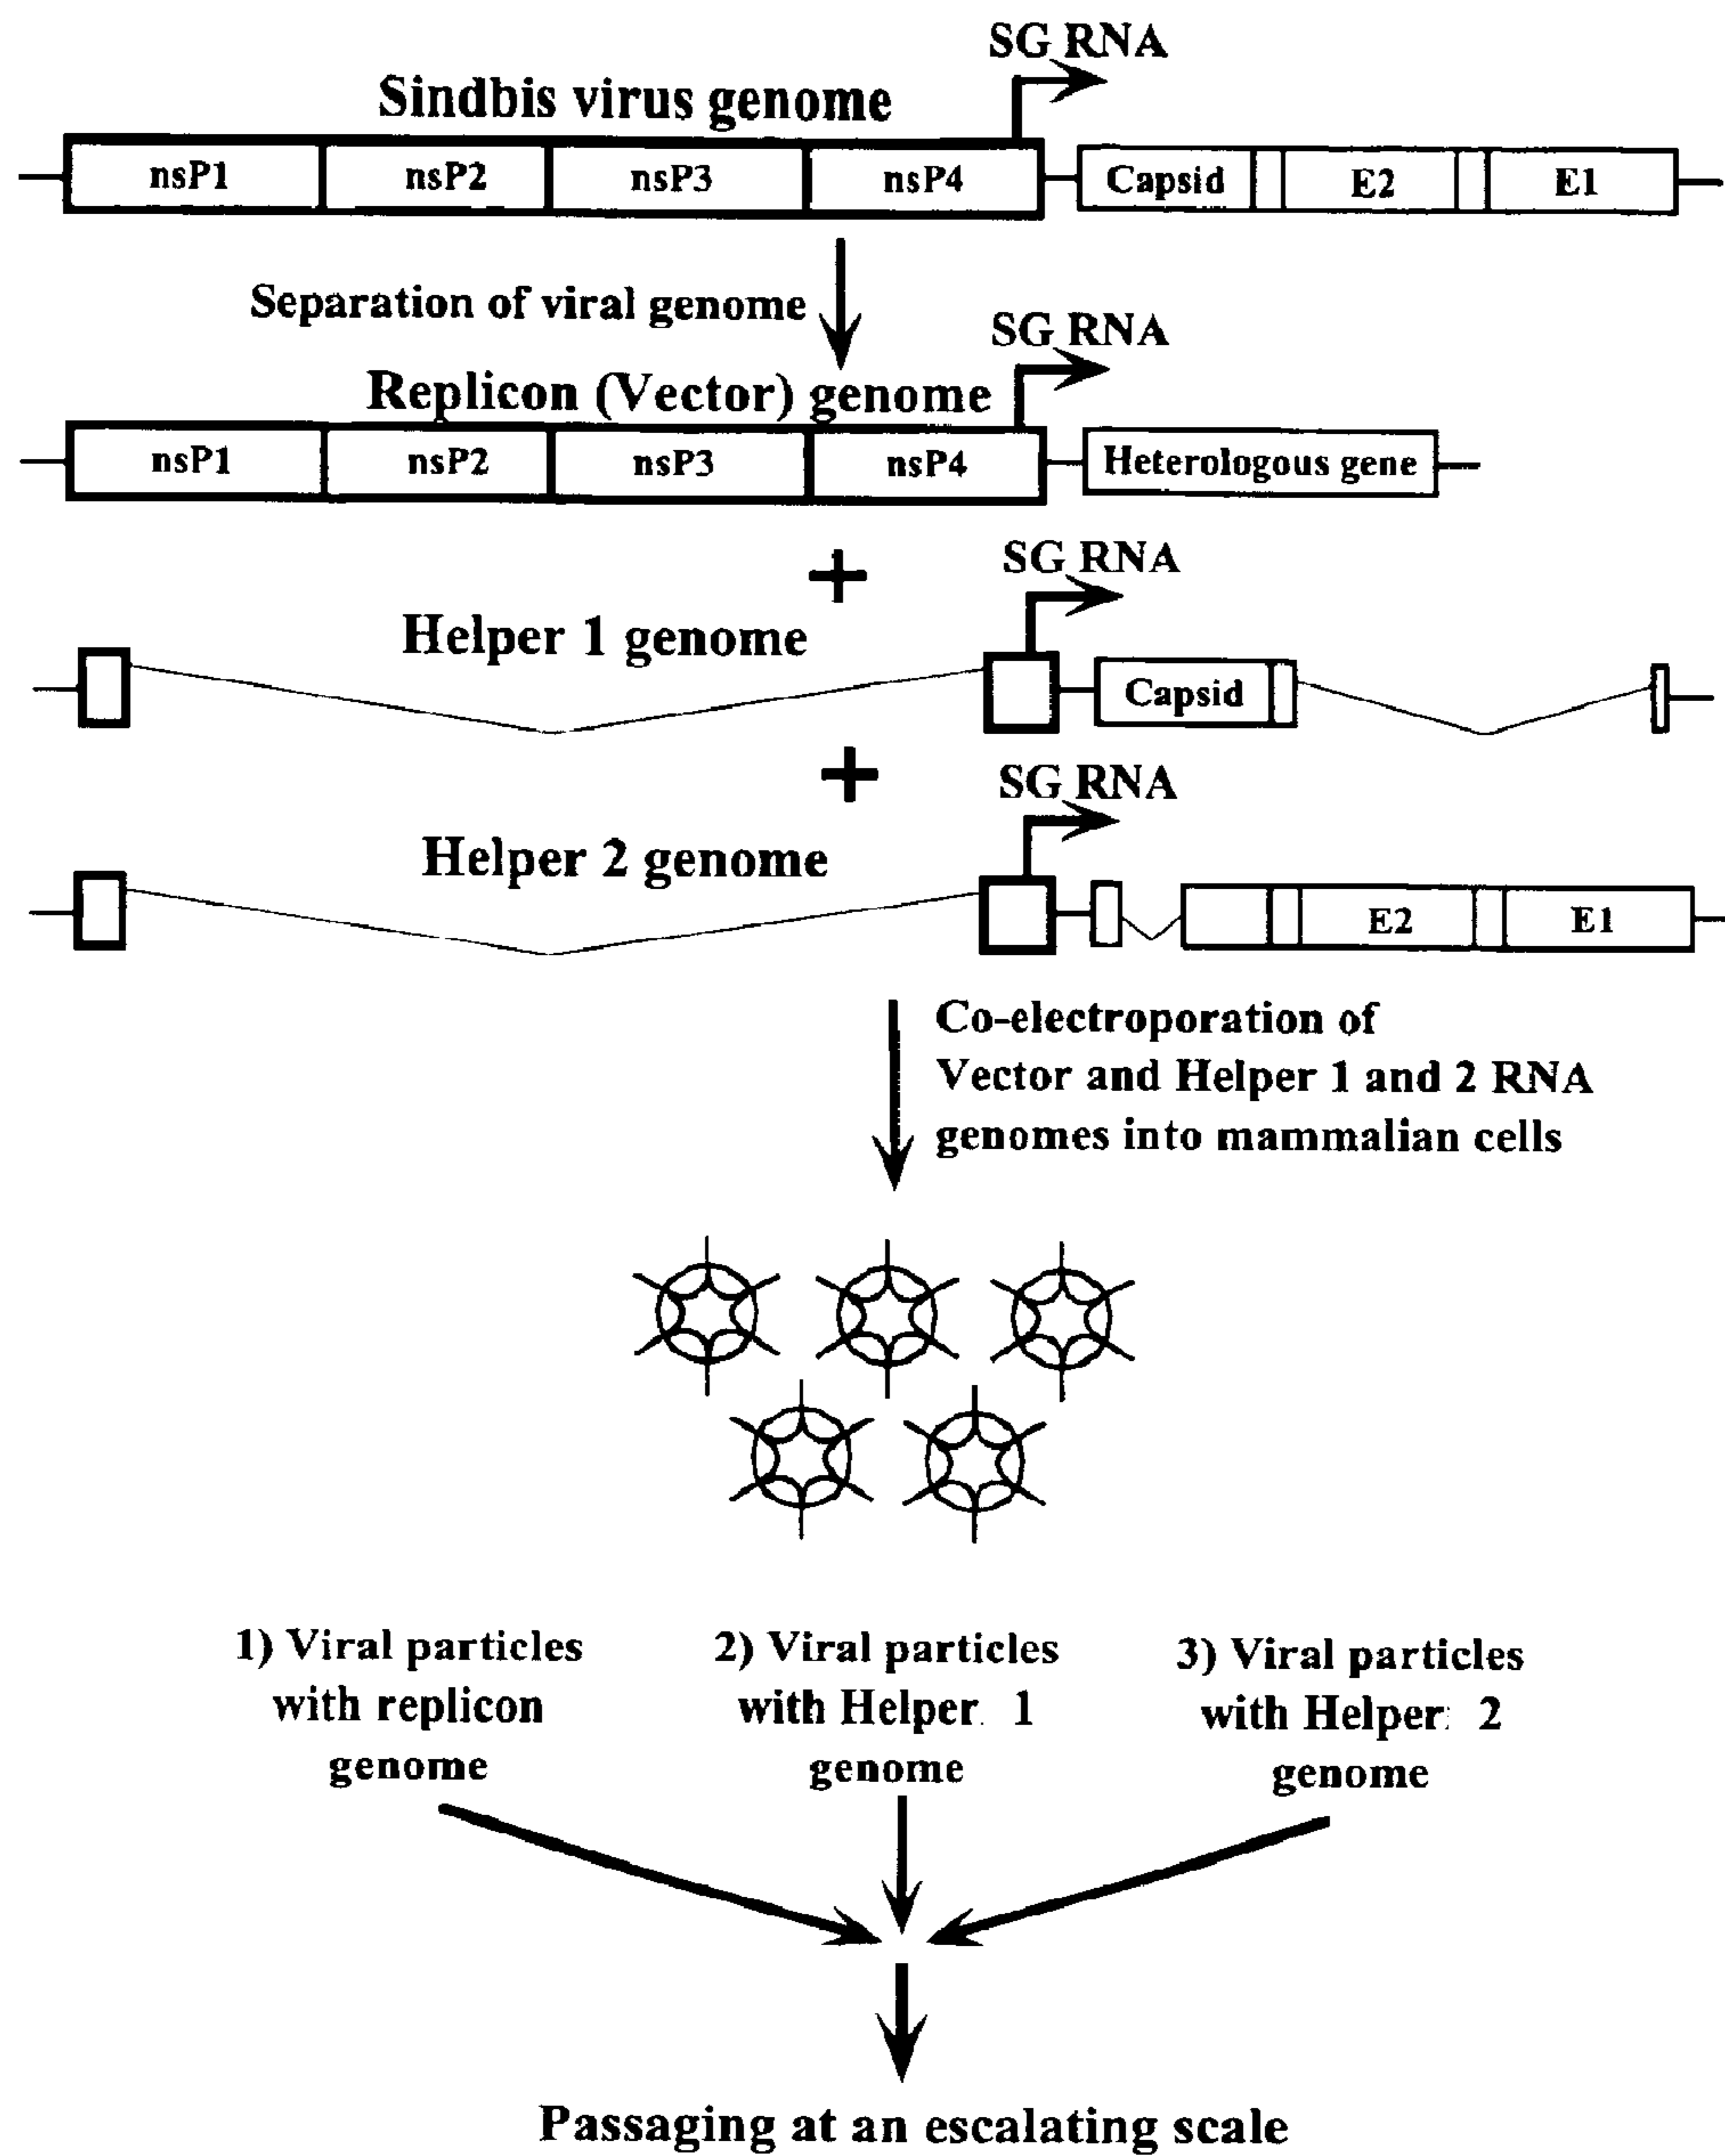 SG RNA
Sindbis virus genome
nsP1 nsP2 nsP3 nsP4 Capsid E2 E1
Separation of viral genome
SG RNA
Replicon (Vector) genome
nsP1 nsP2 nsP3 nsP4 Heterologous gene
+
SG RNA
Helper 1 genome
Capsid
+
SG RNA
Helper 2 genome
E2 E1
Co-electroporation of
Vector and Helper 1 and 2 RNA
genomes into mammalian cells
1) Viral particles
with replicon
genome
2) Viral particles
with Helper 1
genome
3) Viral particles
with Helper 2
genome
Passaging at an escalating scale